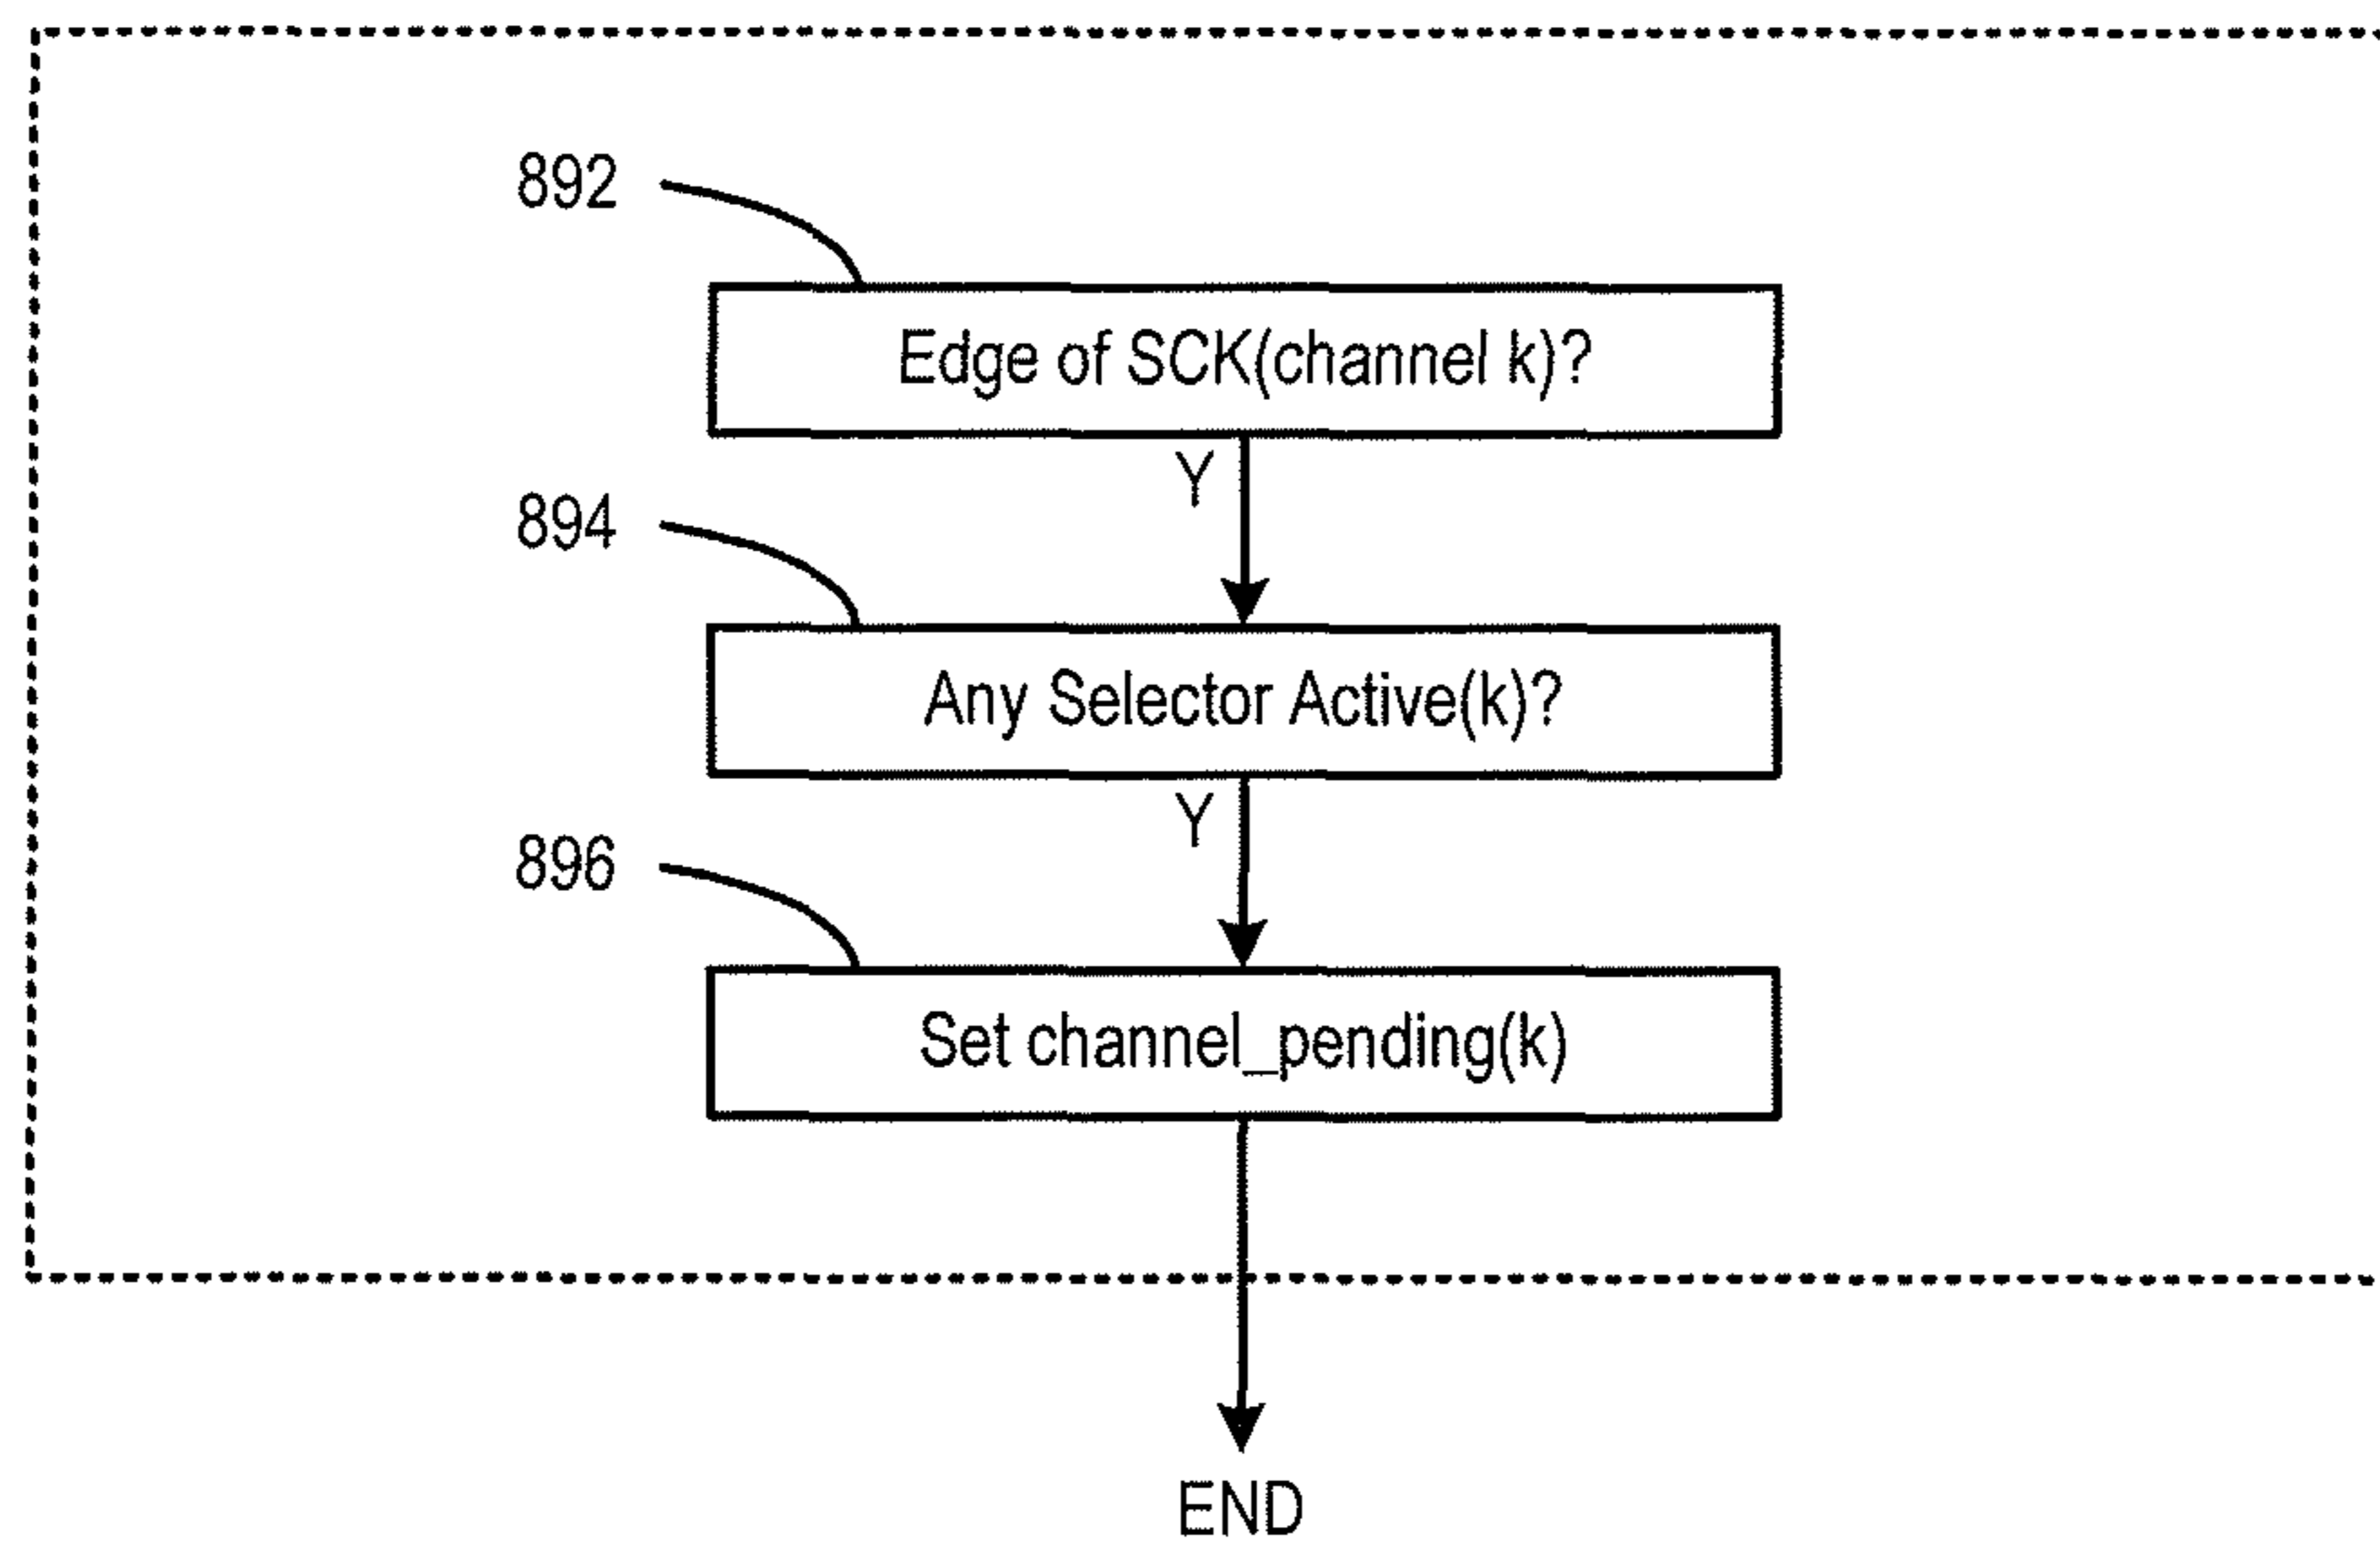 892
Edge of SCK(channel k)?
Y
894
Any Selector Active(k)?
Y
896
Set channel_pending(k)
END